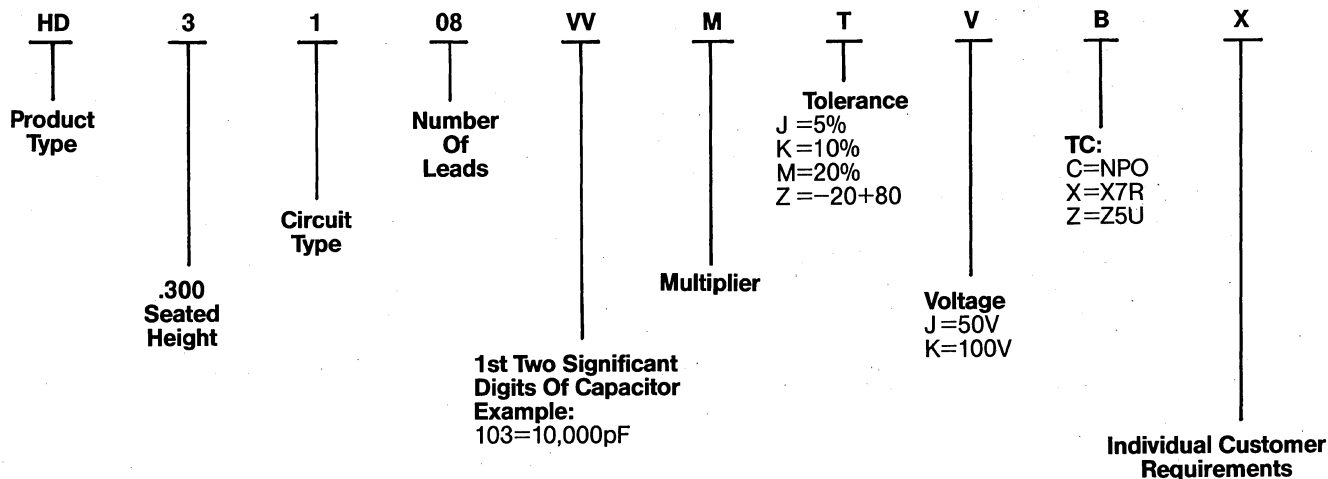 HD 3 1 08 VV M T V B X
Product
Type
.300
Seated
Height
Circuit
Type
Number
Of
Leads
1st Two Significant
Digits Of Capacitor
Example:
103=10,000pF
Multiplier
Tolerance
J=5%
K=10%
M=20%
Z=−20+80
Voltage
J=50V
K=100V
TC:
C=NPO
X=X7R
Z=Z5U
Individual Customer
Requirements